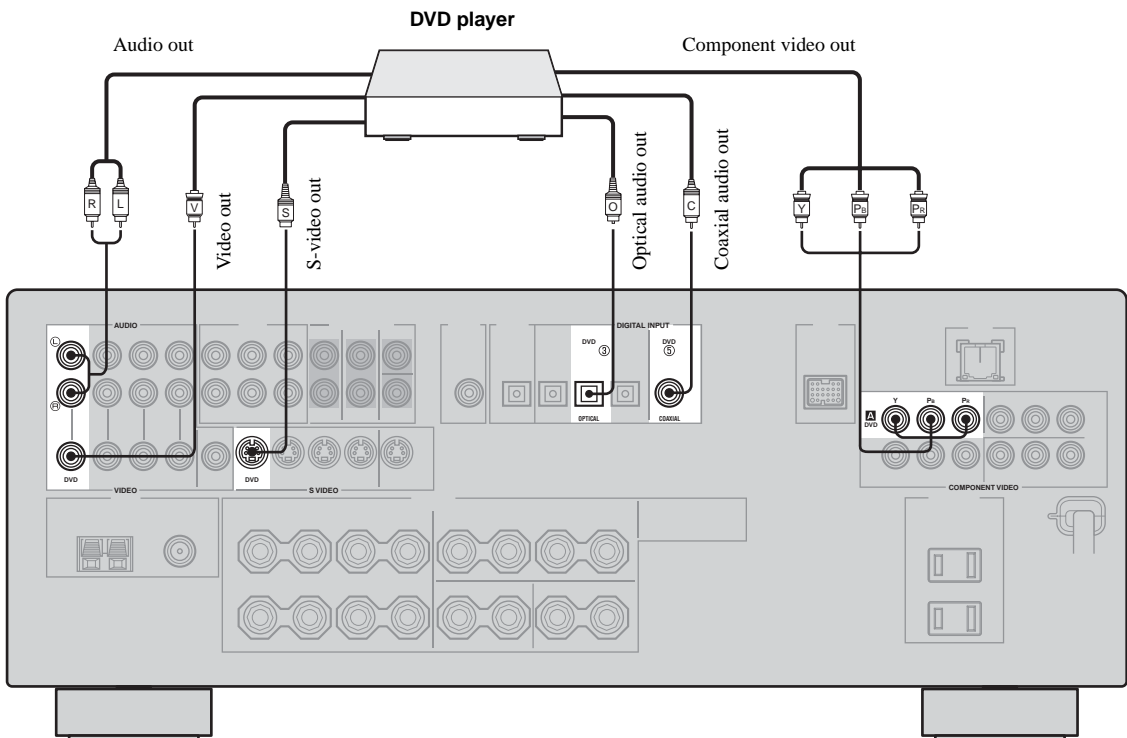 DVD player
Audio out
Component video out
R
L
V
S
O
C
Y
PB
PR
Video out
S-video out
Optical audio out
Coaxial audio out
AUDIO
DIGITAL INPUT
L
R
DVD
③
DVD
⑤
OPTICAL
COAXIAL
Y
PB
PR
A
DVD
DVD
DVD
VIDEO
S VIDEO
COMPONENT VIDEO